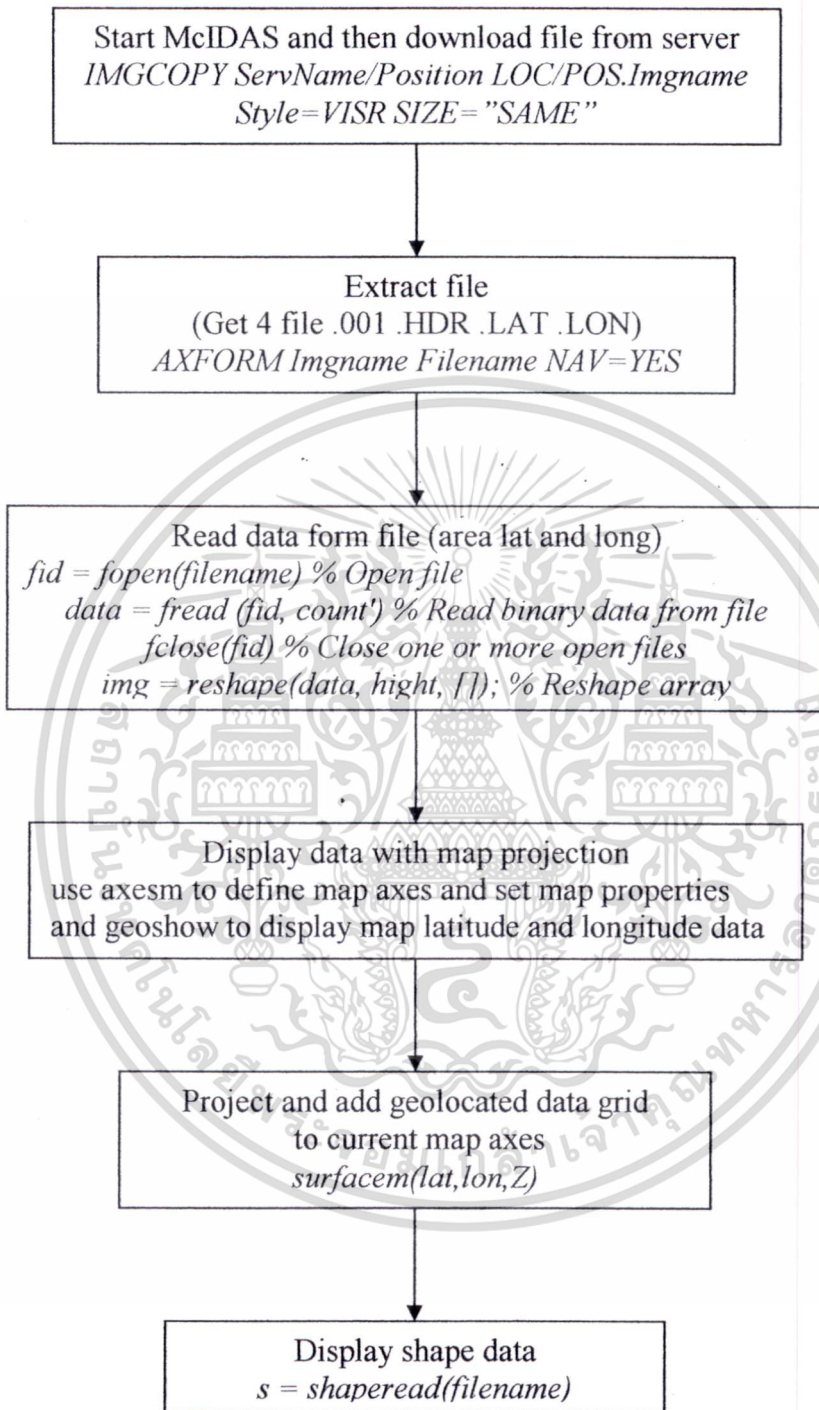 Start McIDAS and then download file from server
IMGCOPY ServName/Position LOC/POS.Imgname
Style=VISR SIZE="SAME"
Extract file
(Get 4 file .001 .HDR .LAT .LON)
AXFORM Imgname Filename NAV=YES
Read data form file (area lat and long)
fid = fopen(filename) % Open file
data = fread (fid, count') % Read binary data from file
fclose(fid) % Close one or more open files
img = reshape(data, hight, []); % Reshape array
Display data with map projection
use axesm to define map axes and set map properties
and geoshow to display map latitude and longitude data
Project and add geolocated data grid
to current map axes
surfacem(lat,lon,Z)
Display shape data
s = shaperead(filename)